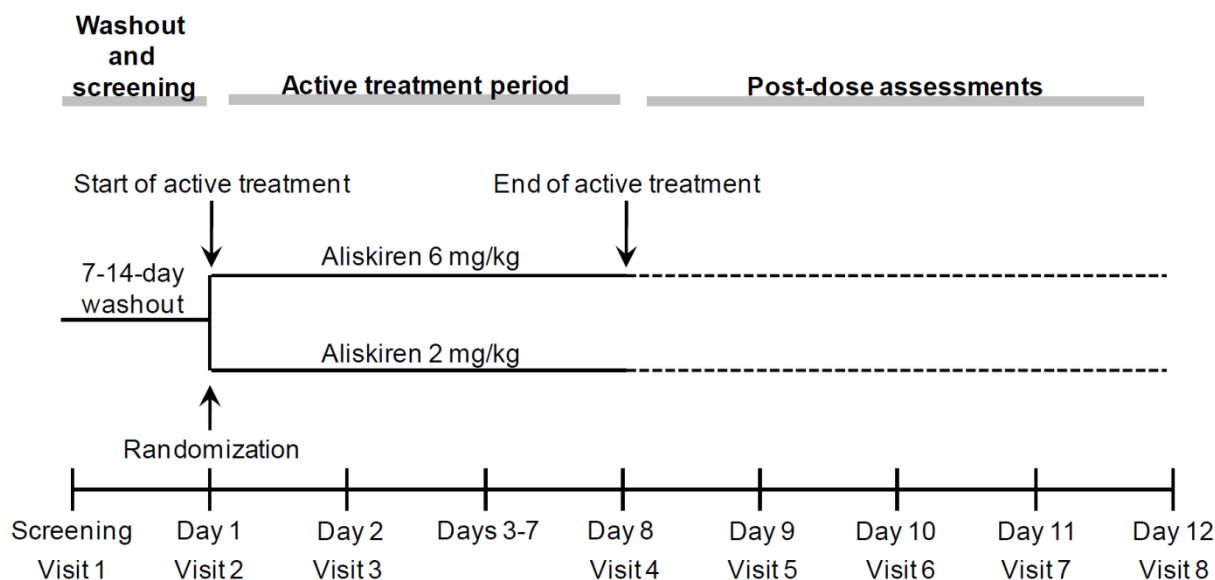 Washout
and
screening
Active treatment period
Post-dose assessments
Start of active treatment
End of active treatment
7-14-day
washout
Aliskiren 6 mg/kg
Aliskiren 2 mg/kg
Randomization
Screening Day 1 Day 2 Days 3-7 Day 8 Day 9 Day 10 Day 11 Day 12
Visit 1 Visit 2 Visit 3 Visit 4 Visit 5 Visit 6 Visit 7 Visit 8